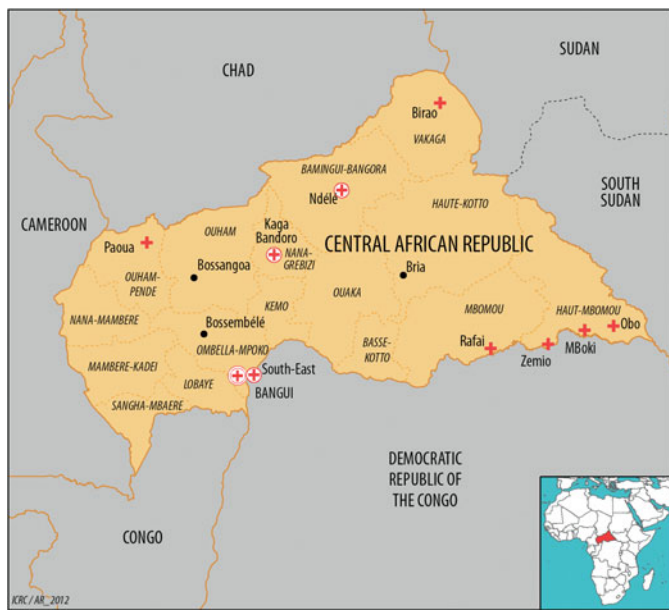 SUDAN
CHAD
Birao
VAKAGA
BAMINGUI-BANGORA
Ndélé
HAUTE-KOTTO
SOUTH
SUDAN
CAMEROON
OUHAM
Kaga
Bandoro
Paoua
CENTRAL AFRICAN REPUBLIC
NANA-
GREBIZI
Bossangoa
Bria
OUHAM-
PENDE
OUAKA
KEMO
MBOMOU
HAUT-MBOMOU
NANA-MAMBERE
Bossembélé
Obo
MBoki
Rafai
Zemio
OMBELLA-MPOKO
BASSE-
KOTTO
MAMBERE-KADEI
South-East
LOBAYE
BANGUI
SANGHA-MBAERE
DEMOCRATIC
REPUBLIC OF
THE CONGO
CONGO
ICRC / AR_2012